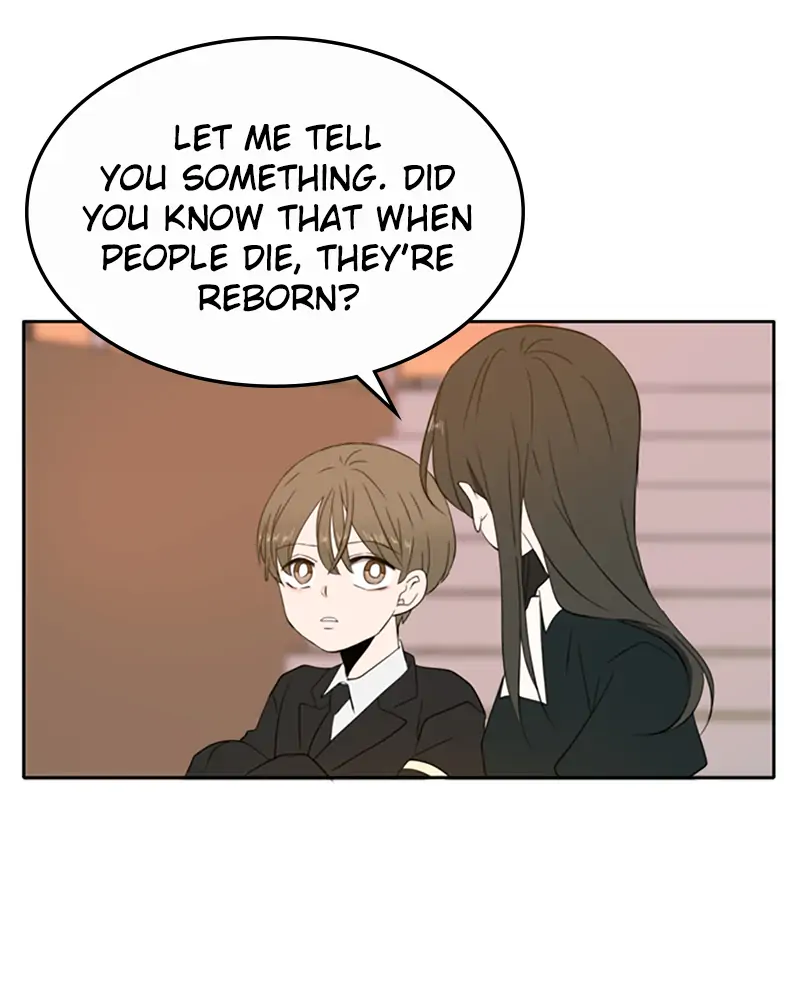 LET ME TELL
YOU SOMETHING. DID
YOU KNOW THAT WHEN
PEOPLE DIE, THEY'RE
REBORN?